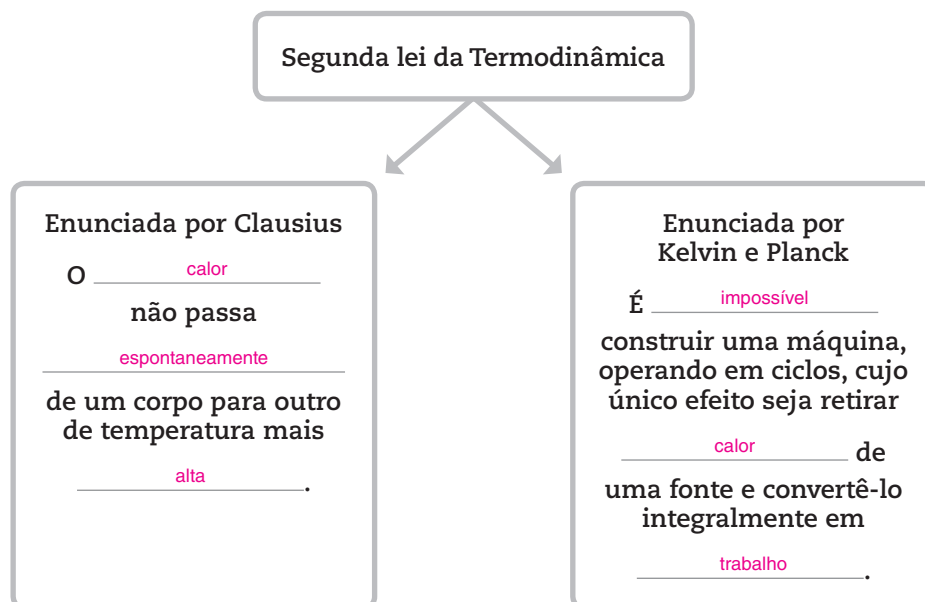 Segunda lei da Termodinâmica
Enunciada por Clausius
O calor
não passa
espontaneamente
de um corpo para outro
de temperatura mais
alta.
Enunciada por
Kelvin e Planck
É impossível
construir uma máquina,
operando em ciclos, cujo
único efeito seja retirar
calor de
uma fonte e convertê-lo
integralmente em
trabalho.